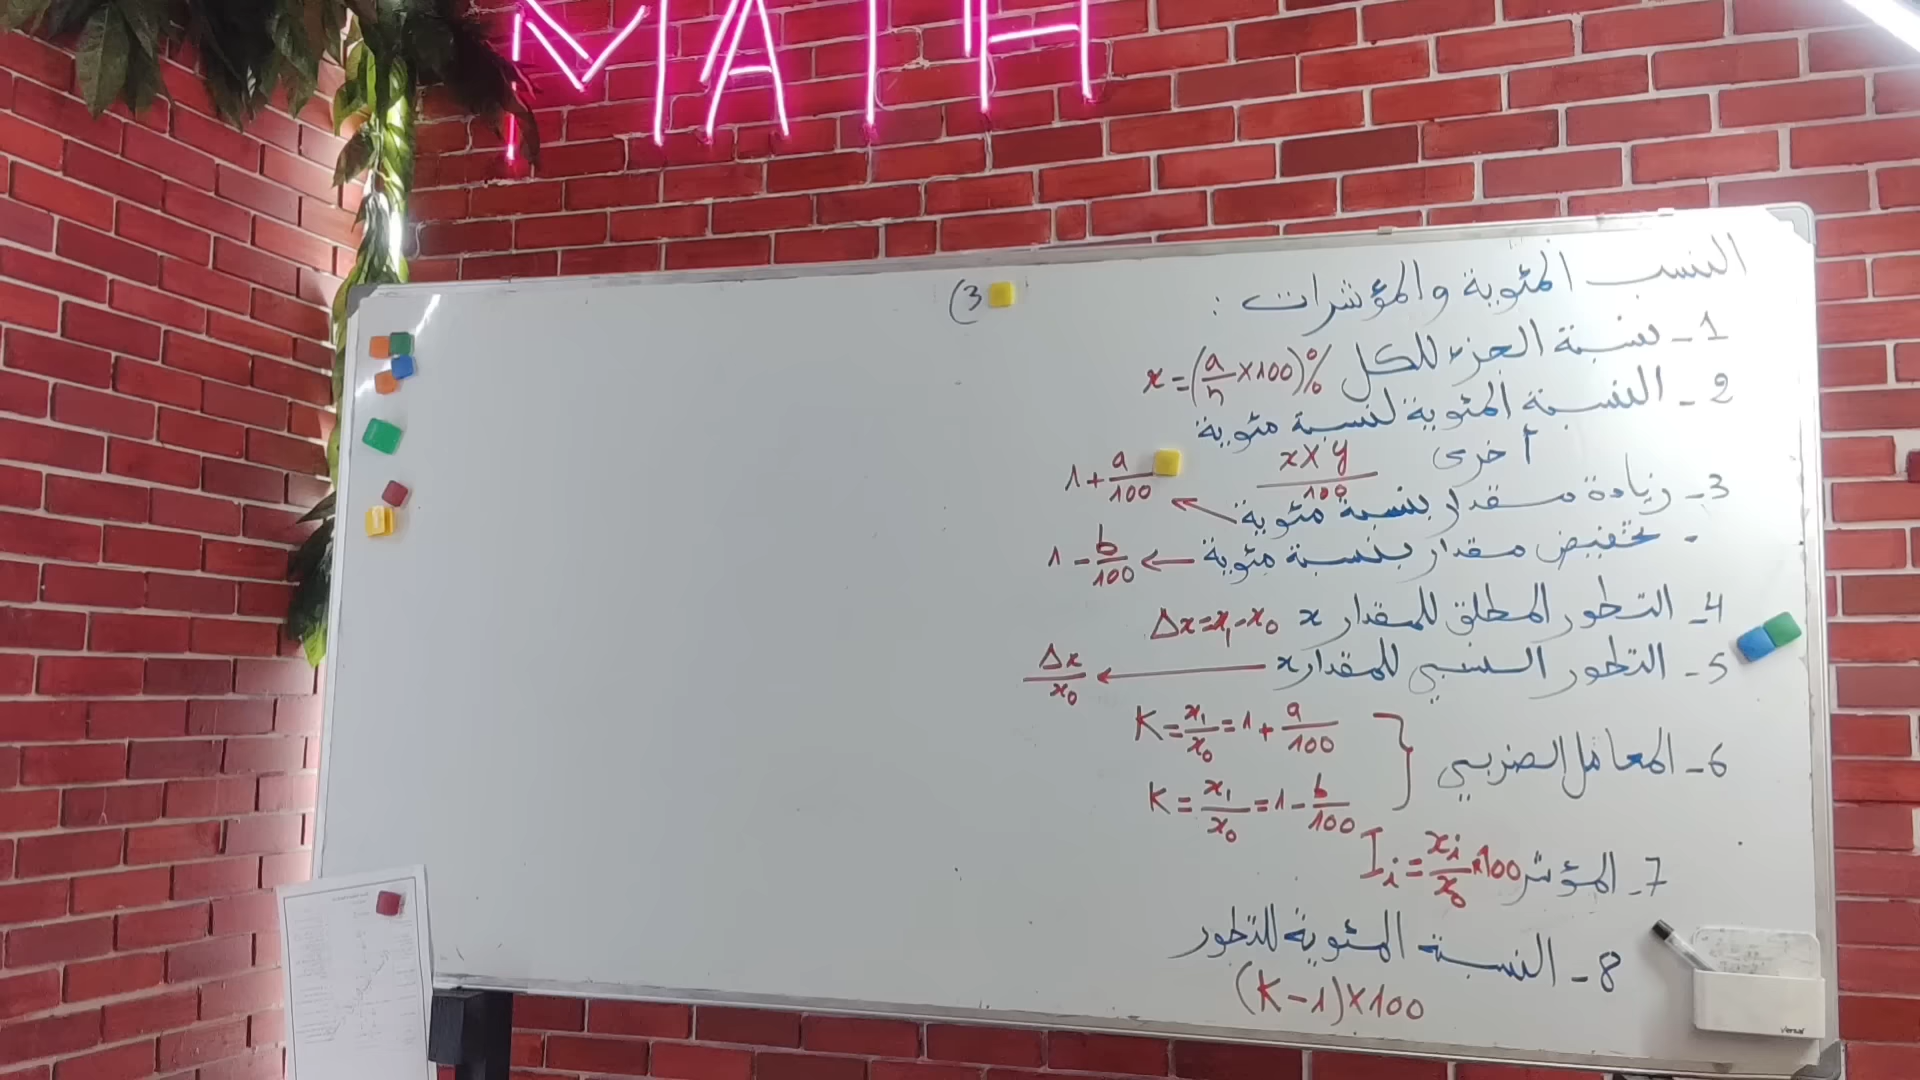 MATH
النسب المئوية والمؤشرات :
1- نسبة الجزء للكل x = (a/n × 100)%
2- النسبة المئوية لنسبة مئوية
أخرى x × y / 100
3- زيادة مقدار بنسبة مئوية ← 1 + a/100
- تخفيض مقدار بنسبة مئوية ← 1 - b/100
4- التطور المطلق للمقدار x Δx = x₁ - x₀
5- التطور النسبي للمقدار x ← Δx/x₀
6- المعامل الضربي } K = x₁/x₀ = 1 + a/100
K = x₁/x₀ = 1 - b/100
7- المؤشر Iᵢ = xᵢ/x₀ × 100
8- النسبة المئوية للتطور
(K - 1) × 100
(3
versal